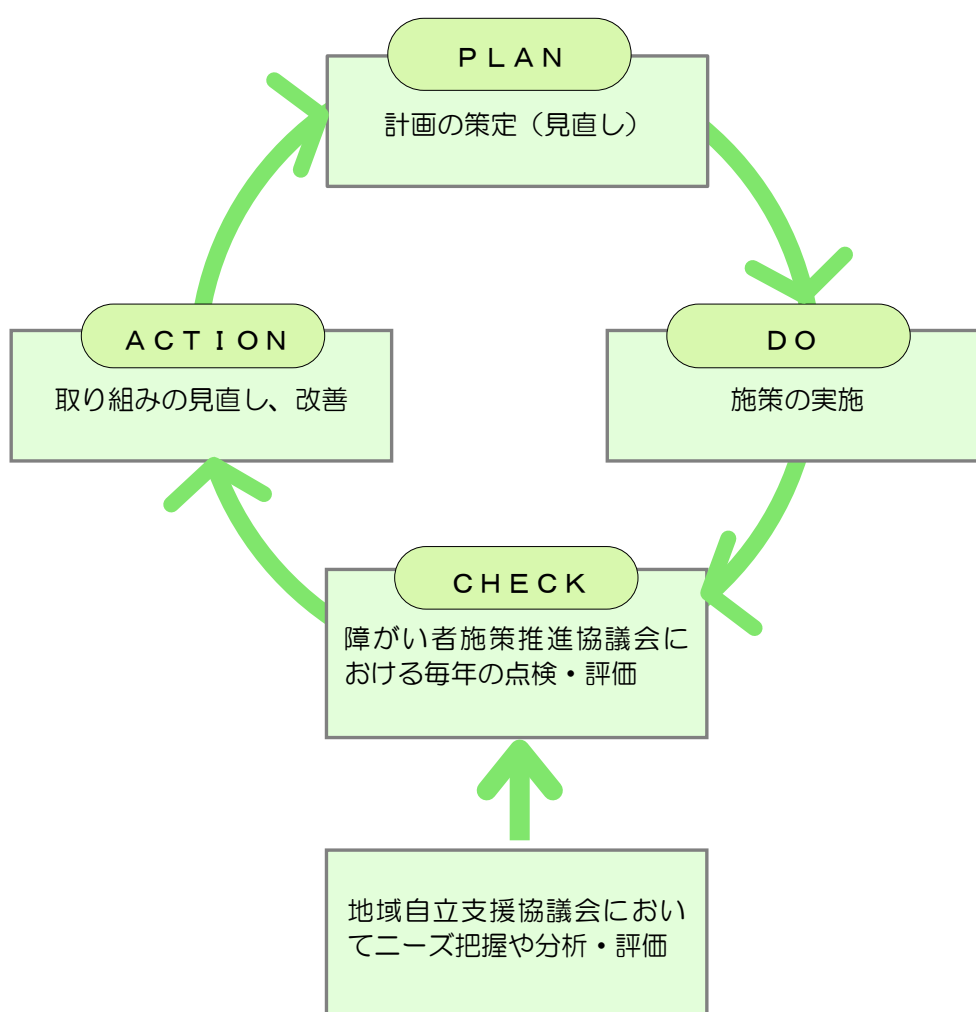 ＰＬＡＮ
計画の策定（見直し）
ＡＣＴＩＯＮ
取り組みの見直し、改善
ＤＯ
施策の実施
ＣＨＥＣＫ
障がい者施策推進協議会に
おける毎年の点検・評価
地域自立支援協議会におい
てニーズ把握や分析・評価